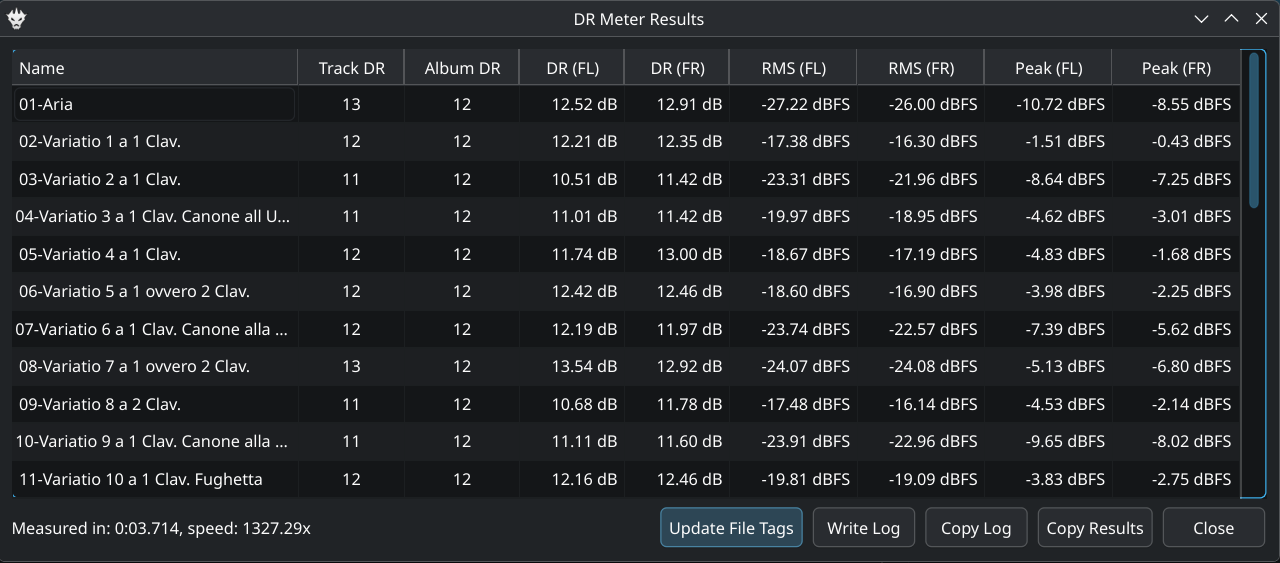 DR Meter Results
Name Track DR Album DR DR (FL) DR (FR) RMS (FL) RMS (FR) Peak (FL) Peak (FR)
01-Aria 13 12 12.52 dB 12.91 dB -27.22 dBFS -26.00 dBFS -10.72 dBFS -8.55 dBFS
02-Variatio 1 a 1 Clav. 12 12 12.21 dB 12.35 dB -17.38 dBFS -16.30 dBFS -1.51 dBFS -0.43 dBFS
03-Variatio 2 a 1 Clav. 11 12 10.51 dB 11.42 dB -23.31 dBFS -21.96 dBFS -8.64 dBFS -7.25 dBFS
04-Variatio 3 a 1 Clav. Canone all U... 11 12 11.01 dB 11.42 dB -19.97 dBFS -18.95 dBFS -4.62 dBFS -3.01 dBFS
05-Variatio 4 a 1 Clav. 12 12 11.74 dB 13.00 dB -18.67 dBFS -17.19 dBFS -4.83 dBFS -1.68 dBFS
06-Variatio 5 a 1 ovvero 2 Clav. 12 12 12.42 dB 12.46 dB -18.60 dBFS -16.90 dBFS -3.98 dBFS -2.25 dBFS
07-Variatio 6 a 1 Clav. Canone alla ... 12 12 12.19 dB 11.97 dB -23.74 dBFS -22.57 dBFS -7.39 dBFS -5.62 dBFS
08-Variatio 7 a 1 ovvero 2 Clav. 13 12 13.54 dB 12.92 dB -24.07 dBFS -24.08 dBFS -5.13 dBFS -6.80 dBFS
09-Variatio 8 a 2 Clav. 11 12 10.68 dB 11.78 dB -17.48 dBFS -16.14 dBFS -4.53 dBFS -2.14 dBFS
10-Variatio 9 a 1 Clav. Canone alla ... 11 12 11.11 dB 11.60 dB -23.91 dBFS -22.96 dBFS -9.65 dBFS -8.02 dBFS
11-Variatio 10 a 1 Clav. Fughetta 12 12 12.16 dB 12.46 dB -19.81 dBFS -19.09 dBFS -3.83 dBFS -2.75 dBFS
Measured in: 0:03.714, speed: 1327.29x Update File Tags Write Log Copy Log Copy Results Close